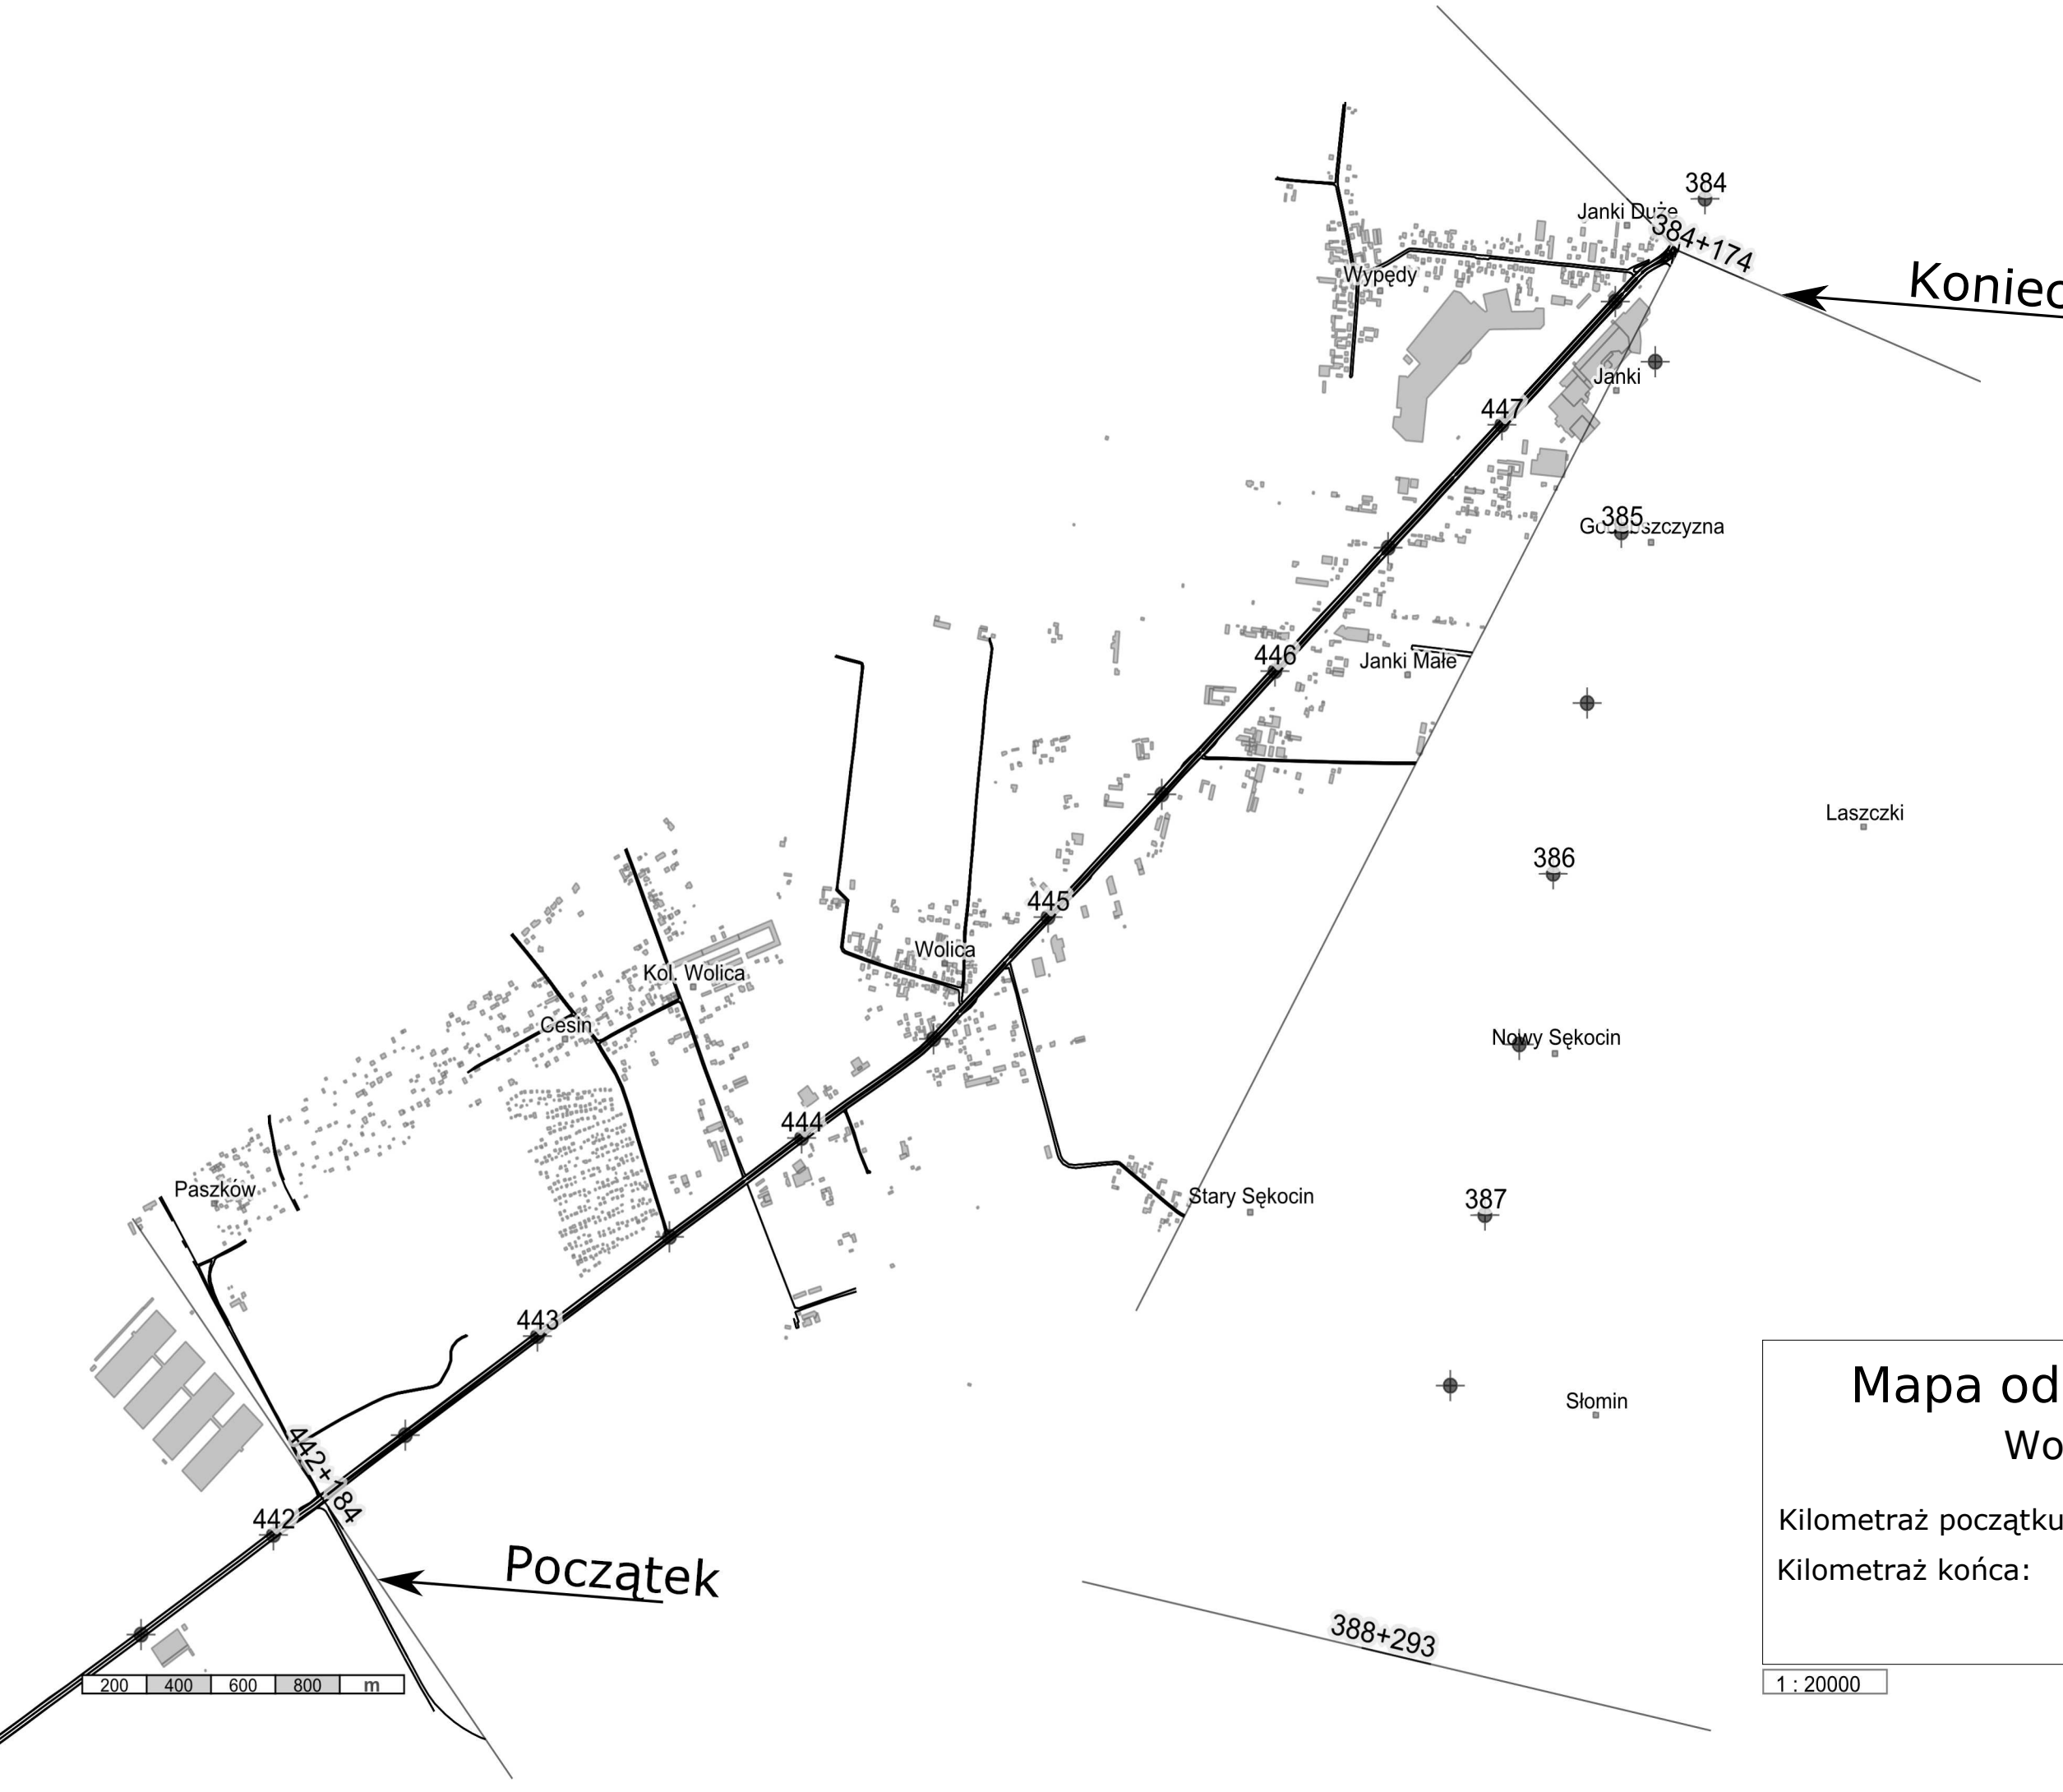 384
Janki Duże
384+174
Koniec
Wypędy
Janki
447
385
446
Janki Małe
Laszczki
386
445
Wolica
Kol. Wolica
Cesin
Nowy Sękocin
444
Paszków
Stary Sękocin
387
443
Mapa od
Słomin
442+184
442
Kilometraż początku
Początek
Kilometraż końca:
388+293
200 400 600 800 m
1 : 20000